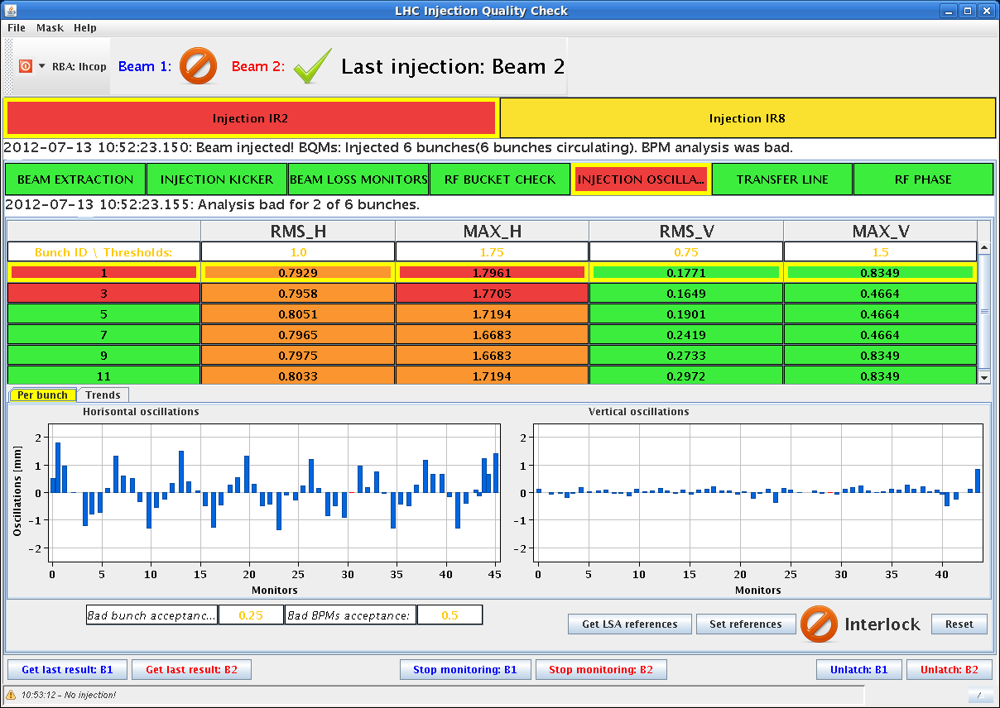 LHC Injection Quality Check
File Mask Help
RBA: lhcop Beam 1: Beam 2: Last injection: Beam 2
Injection IR2 Injection IR8
2012-07-13 10:52:23.150: Beam injected! BQMs: Injected 6 bunches(6 bunches circulating). BPM analysis was bad.
BEAM EXTRACTION INJECTION KICKER BEAM LOSS MONITORS RF BUCKET CHECK INJECTION OSCILLA... TRANSFER LINE RF PHASE
2012-07-13 10:52:23.155: Analysis bad for 2 of 6 bunches.
RMS_H MAX_H RMS_V MAX_V
Bunch ID \ Thresholds: 1.0 1.75 0.75 1.5
1 0.7929 1.7961 0.1771 0.8349
3 0.7958 1.7705 0.1649 0.4664
5 0.8051 1.7194 0.1901 0.4664
7 0.7965 1.6683 0.2419 0.4664
9 0.7975 1.6683 0.2733 0.8349
11 0.8033 1.7194 0.2972 0.8349
Per bunch Trends
Horisontal oscillations Vertical oscillations
Oscillations [mm]
2 2
1 1
0 0
-1 -1
-2 -2
0 5 10 15 20 25 30 35 40 45 0 5 10 15 20 25 30 35 40
Monitors Monitors
Bad bunch acceptanc... 0.25 Bad BPMs acceptance: 0.5
Get LSA references Set references Interlock Reset
Get last result: B1 Get last result: B2 Stop monitoring: B1 Stop monitoring: B2 Unlatch: B1 Unlatch: B2
10:53:12 - No injection!